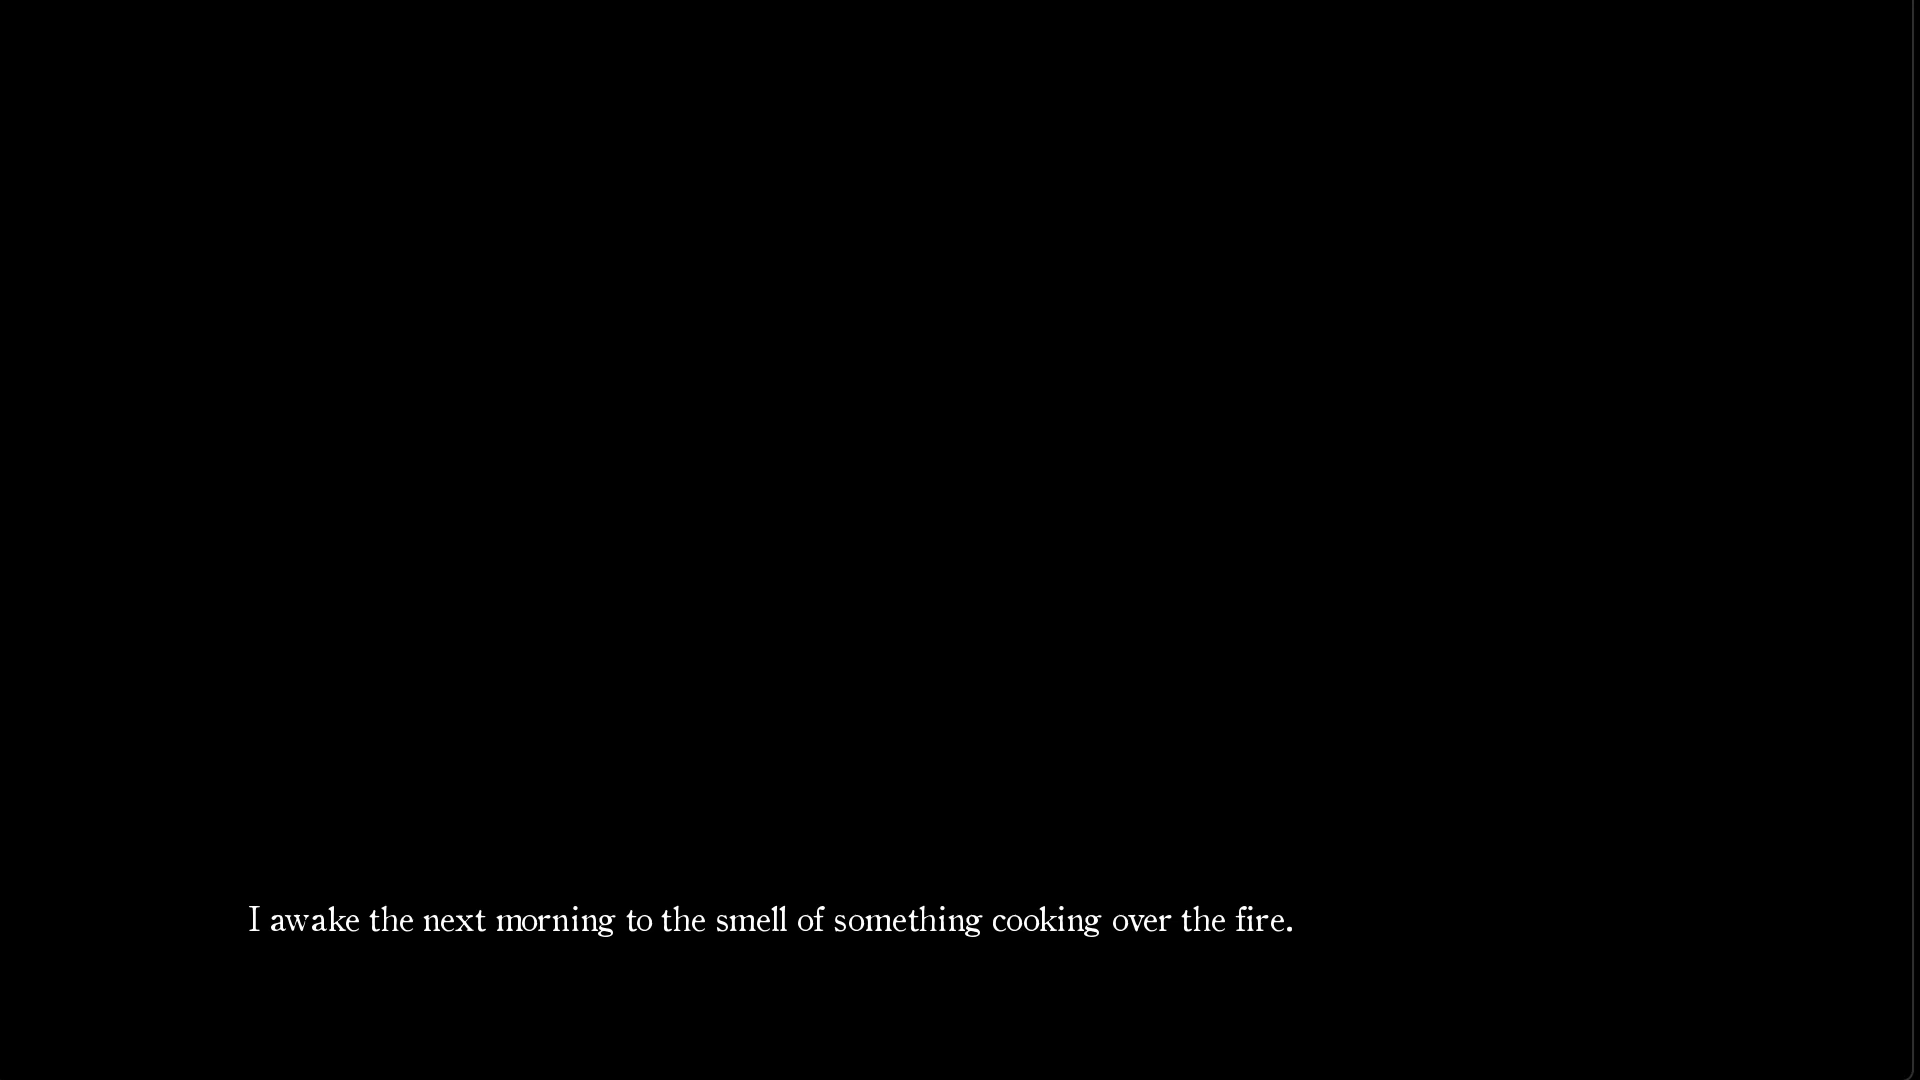 I awake the next morning to the smell of something cooking over the fire.